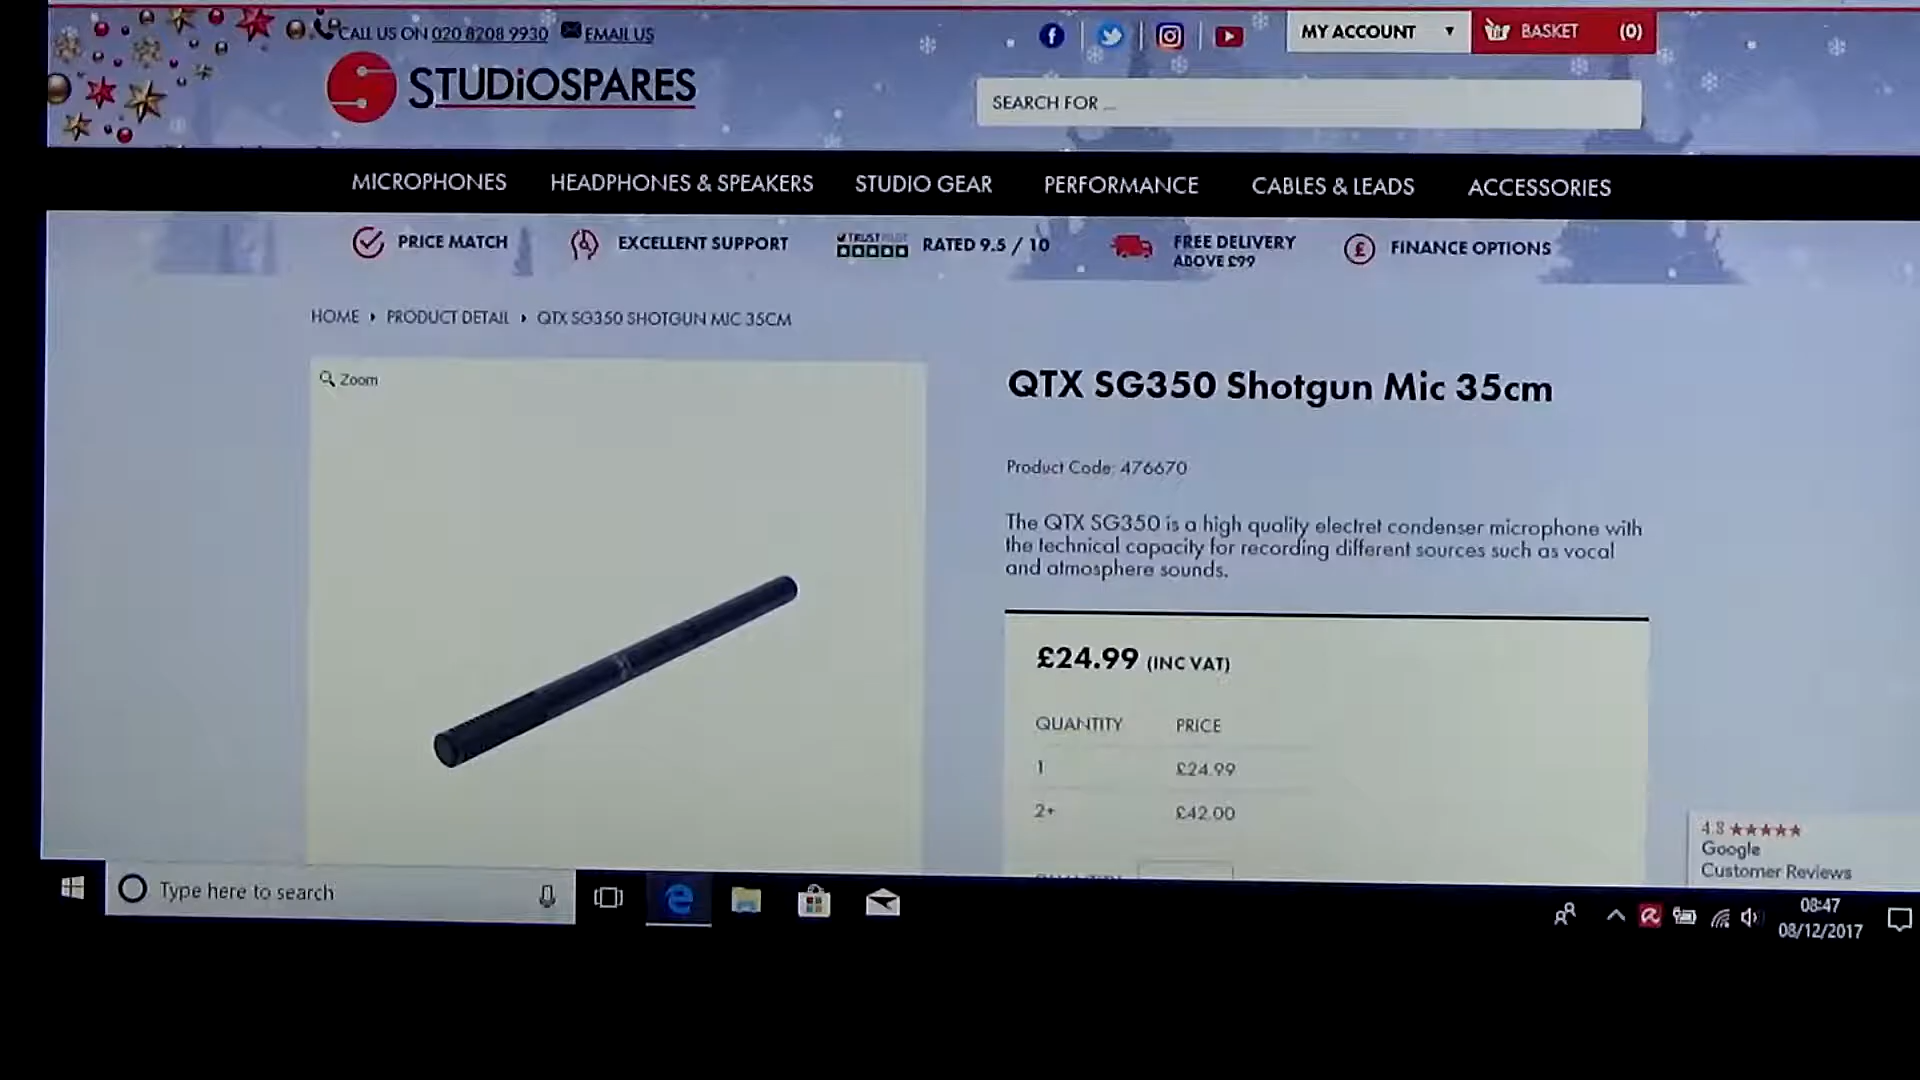 CALL US ON 020 8208 9930 EMAIL US
MY ACCOUNT
BASKET (0)
STUDiOSPARES
SEARCH FOR ...
MICROPHONES HEADPHONES & SPEAKERS STUDIO GEAR PERFORMANCE CABLES & LEADS ACCESSORIES
PRICE MATCH EXCELLENT SUPPORT TRUSTPILOT RATED 9.5 / 10 FREE DELIVERY ABOVE £99 FINANCE OPTIONS
HOME PRODUCT DETAIL QTX SG350 SHOTGUN MIC 35CM
Zoom
QTX SG350 Shotgun Mic 35cm
Product Code: 476670
The QTX SG350 is a high quality electret condenser microphone with
the technical capacity for recording different sources such as vocal
and atmosphere sounds.
£24.99 (INC VAT)
QUANTITY PRICE
1 £24.99
2+ £42.00
4.8
Google
Customer Reviews
Type here to search
08:47
08/12/2017